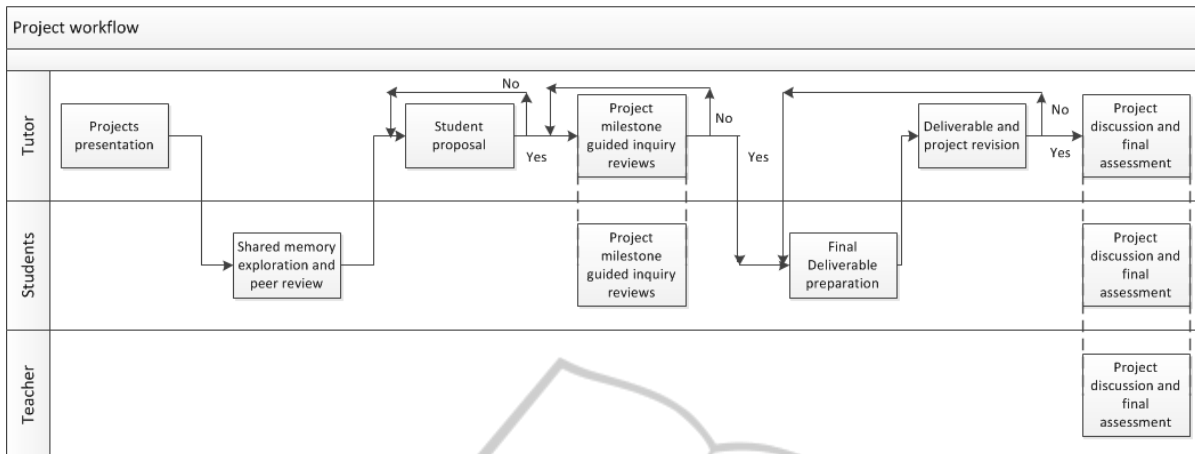 Project workflow
Tutor
Projects
presentation
No
Student
proposal
Yes
Project
milestone
guided inquiry
reviews
No
Yes
Deliverable and
project revision
No
Yes
Project
discussion and
final
assessment
Students
Shared memory
exploration and
peer review
Project
milestone
guided inquiry
reviews
Final
Deliverable
preparation
Project
discussion and
final
assessment
Teacher
Project
discussion and
final
assessment